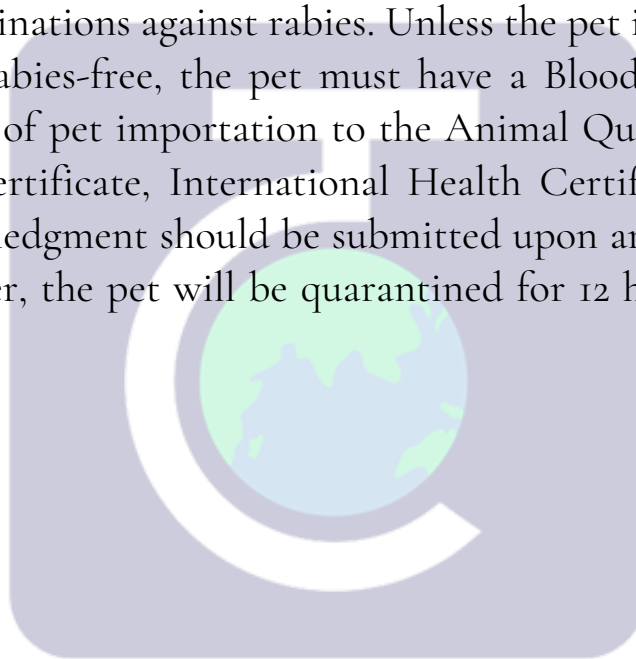 inations against rabies. Unless the pet i
abies-free, the pet must have a Blood
of pet importation to the Animal Qu
ertificate, International Health Certif
ledgment should be submitted upon ar
er, the pet will be quarantined for 12 h